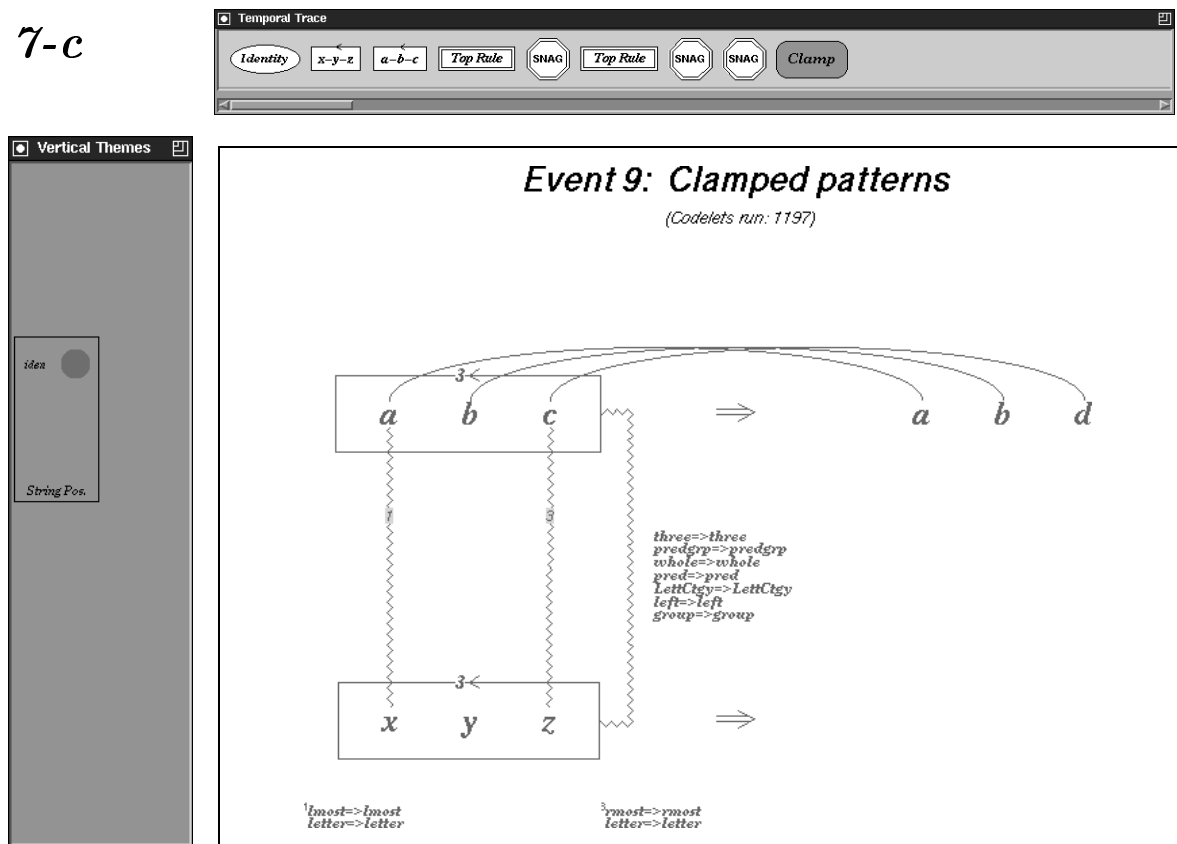 7-c
Temporal Trace
Identity x-y-z a-b-c Top Rule SNAG Top Rule SNAG SNAG Clamp
Vertical Themes
iden
String Pos.
Event 9: Clamped patterns
(Codelets run: 1197)
3
a b c a b d
1 3
three=>three
predgrp=>predgrp
whole=>whole
pred=>pred
LettCtgy=>LettCtgy
left=>left
group=>group
3
x y z
1lmost=>lmost 3rmost=>rmost
letter=>letter letter=>letter